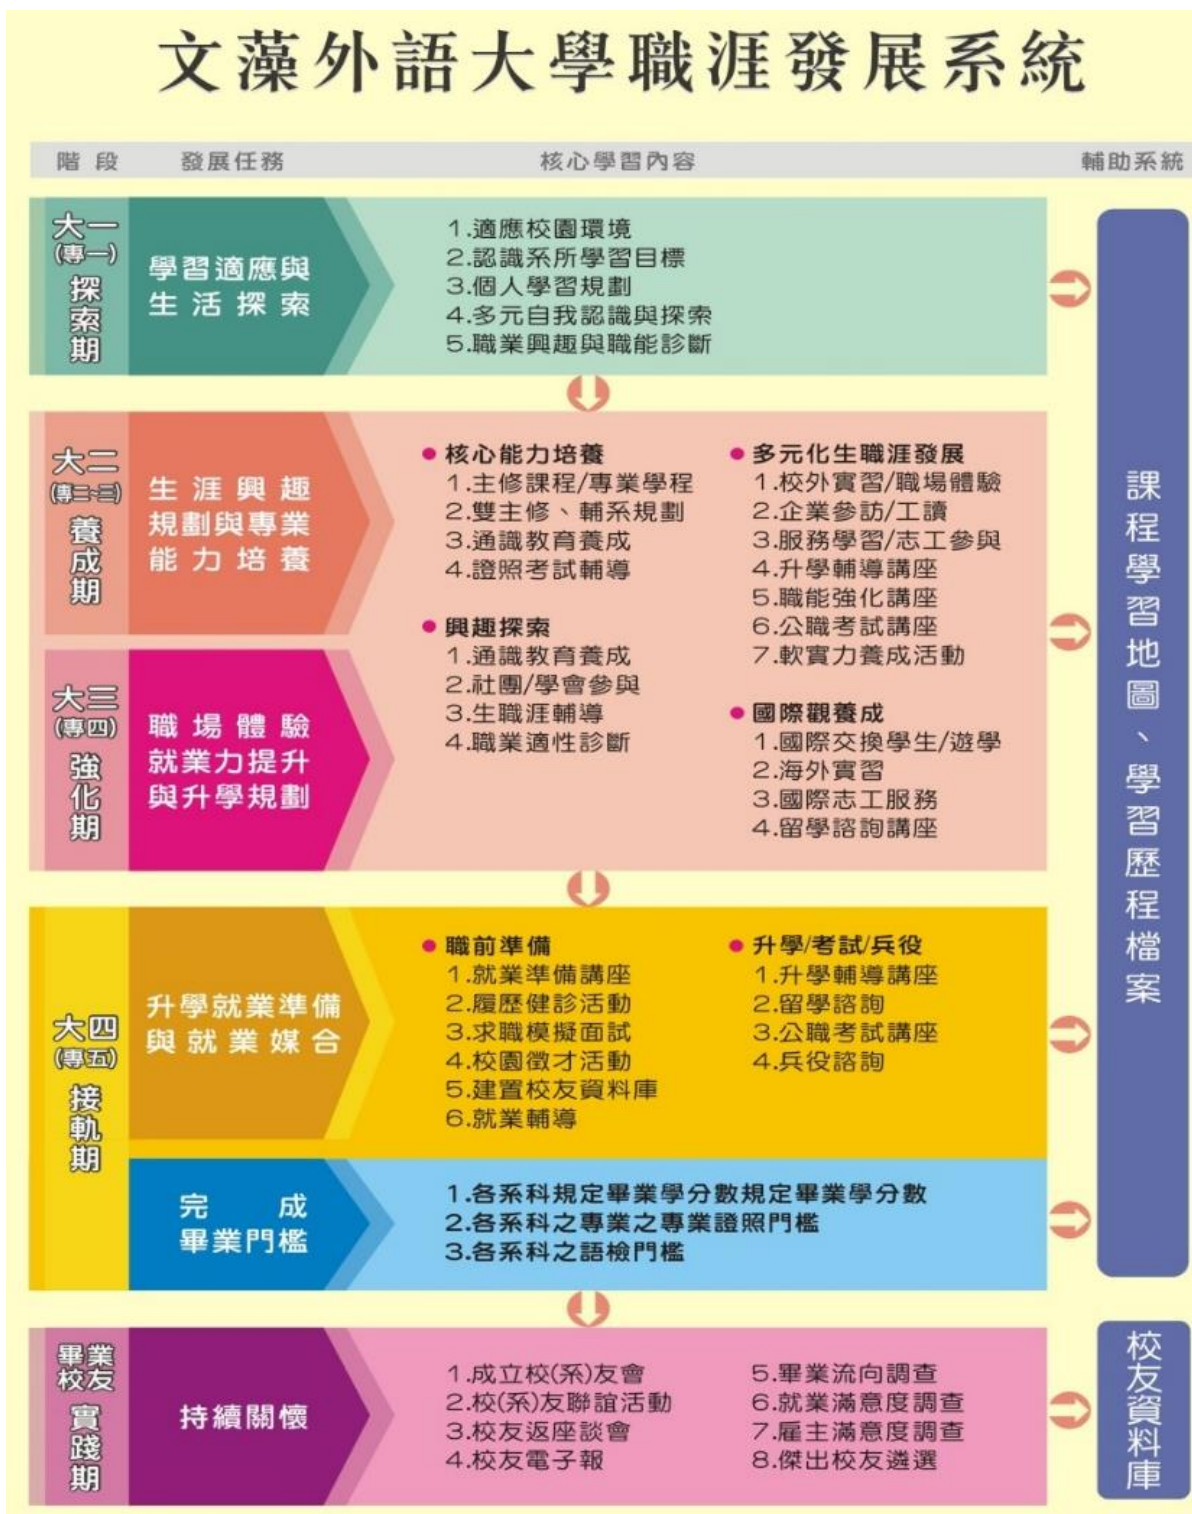 文藻外語大學職涯發展系統
階段 發展任務 核心學習內容 輔助系統
大一
(專一)
探索期
學習適應與
生活探索
1.適應校園環境
2.認識系所學習目標
3.個人學習規劃
4.多元自我認識與探索
5.職業興趣與職能診斷
大二
(專二~三)
養成期
生涯興趣
規劃與專業
能力培養
大三
(專四)
強化期
職場體驗
就業力提升
與升學規劃
● 核心能力培養
1.主修課程/專業學程
2.雙主修、輔系規劃
3.通識教育養成
4.證照考試輔導
● 興趣探索
1.通識教育養成
2.社團/學會參與
3.生職涯輔導
4.職業適性診斷
● 多元化生職涯發展
1.校外實習/職場體驗
2.企業參訪/工讀
3.服務學習/志工參與
4.升學輔導講座
5.職能強化講座
6.公職考試講座
7.軟實力養成活動
● 國際觀養成
1.國際交換學生/遊學
2.海外實習
3.國際志工服務
4.留學諮詢講座
大四
(專五)
接軌期
升學就業準備
與就業媒合
● 職前準備
1.就業準備講座
2.履歷健診活動
3.求職模擬面試
4.校園徵才活動
5.建置校友資料庫
6.就業輔導
● 升學/考試/兵役
1.升學輔導講座
2.留學諮詢
3.公職考試講座
4.兵役諮詢
完成
畢業門檻
1.各系科規定畢業學分數規定畢業學分數
2.各系科之專業之專業證照門檻
3.各系科之語檢門檻
課程學習地圖、學習歷程檔案
畢業
校友
實踐期
持續關懷
1.成立校(系)友會
2.校(系)友聯誼活動
3.校友返座談會
4.校友電子報
5.畢業流向調查
6.就業滿意度調查
7.雇主滿意度調查
8.傑出校友遴選
校友資料庫